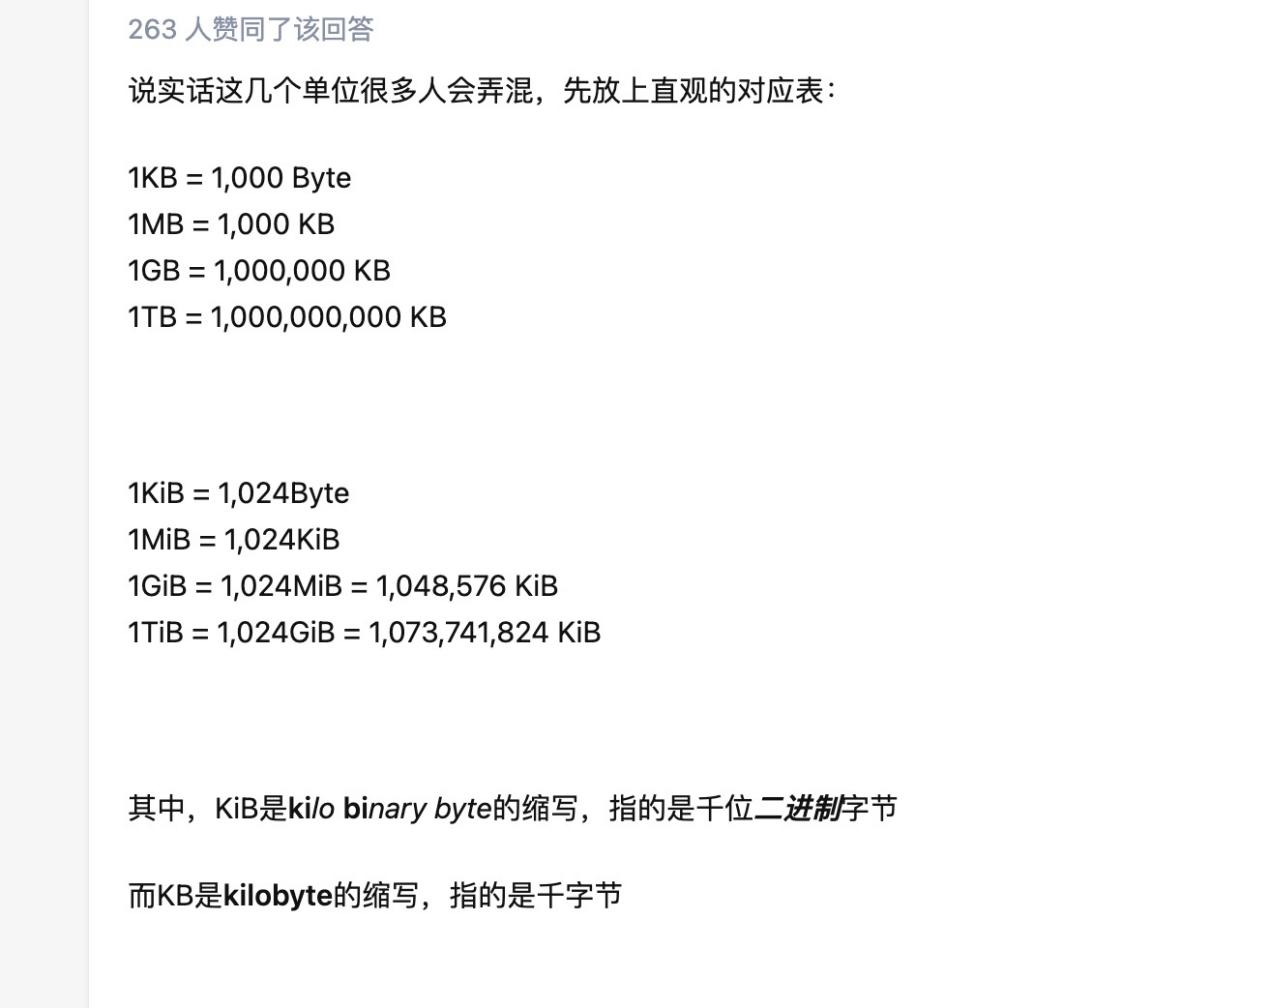 263 人赞同了该回答
说实话这几个单位很多人会弄混，先放上直观的对应表：
1KB = 1,000 Byte
1MB = 1,000 KB
1GB = 1,000,000 KB
1TB = 1,000,000,000 KB
1KiB = 1,024Byte
1MiB = 1,024KiB
1GiB = 1,024MiB = 1,048,576 KiB
1TiB = 1,024GiB = 1,073,741,824 KiB
其中，KiB是kilo binary byte的缩写，指的是千位二进制字节
而KB是kilobyte的缩写，指的是千字节